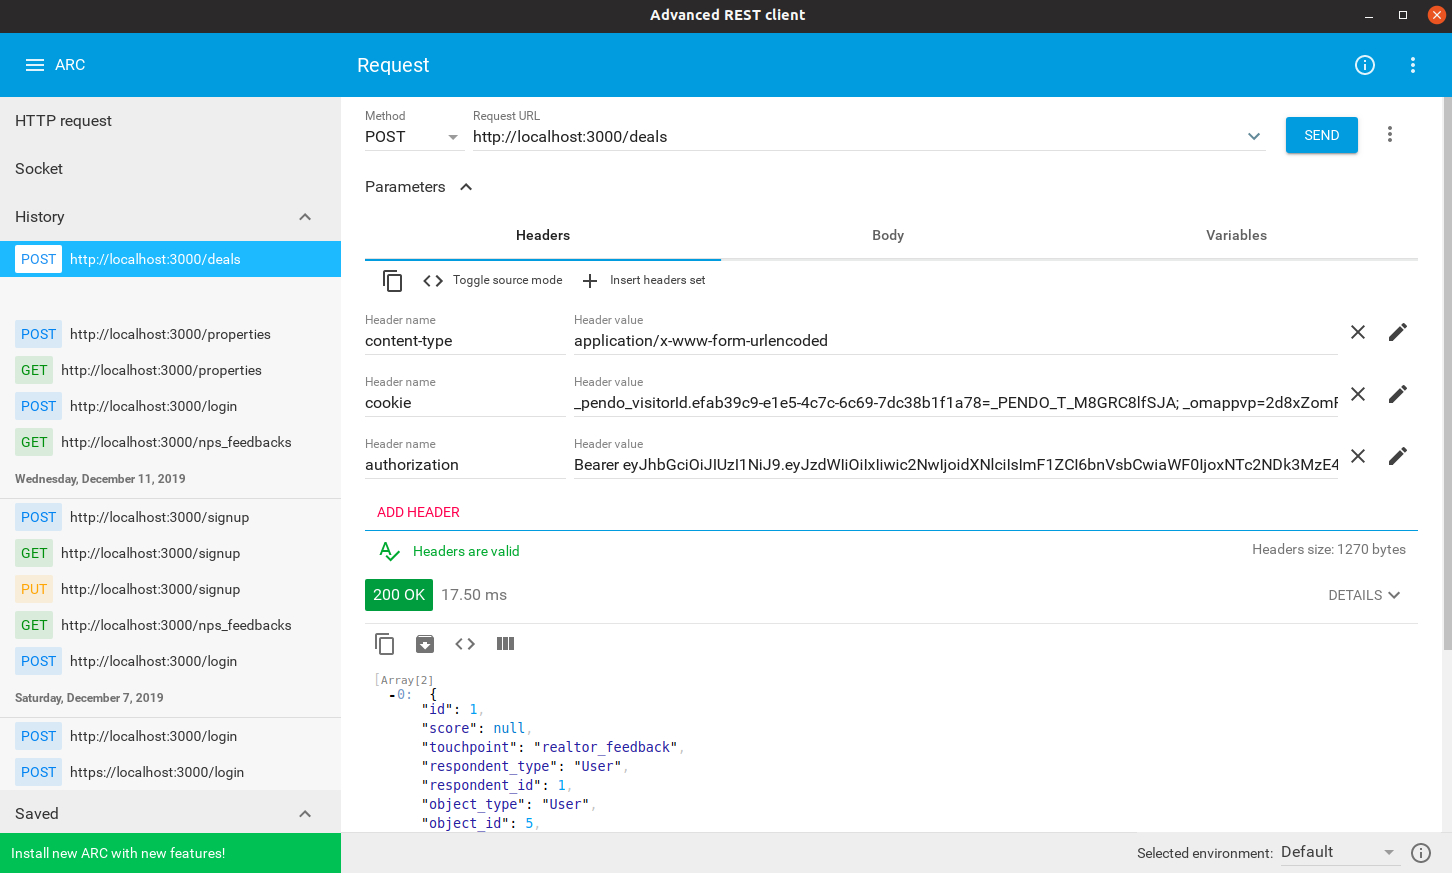 Advanced REST client
ARC
Request
HTTP request
Socket
History
POST http://localhost:3000/deals
POST http://localhost:3000/properties
GET http://localhost:3000/properties
POST http://localhost:3000/login
GET http://localhost:3000/nps_feedbacks
Wednesday, December 11, 2019
POST http://localhost:3000/signup
GET http://localhost:3000/signup
PUT http://localhost:3000/signup
GET http://localhost:3000/nps_feedbacks
POST http://localhost:3000/login
Saturday, December 7, 2019
POST http://localhost:3000/login
POST https://localhost:3000/login
Saved
Install new ARC with new features!
Method
POST
Request URL
http://localhost:3000/deals
SEND
Parameters
Headers Body Variables
Toggle source mode Insert headers set
Header name Header value
content-type application/x-www-form-urlencoded
Header name Header value
cookie _pendo_visitorId.efab39c9-e1e5-4c7c-6c69-7dc38b1f1a78=_PENDO_T_M8GRC8lfSJA; _omappvp=2d8xZomF
Header name Header value
authorization Bearer eyJhbGciOiJIUzI1NiJ9.eyJzdWIiOiIxIiwic2NwIjoidXNlciIsImF1ZCI6bnVsbCwiaWF0IjoxNTc2NDk3MzE4
ADD HEADER
Headers are valid Headers size: 1270 bytes
200 OK 17.50 ms DETAILS
[Array[2]
-0: {
"id": 1,
"score": null,
"touchpoint": "realtor_feedback",
"respondent_type": "User",
"respondent_id": 1,
"object_type": "User",
"object_id": 5,
Selected environment: Default